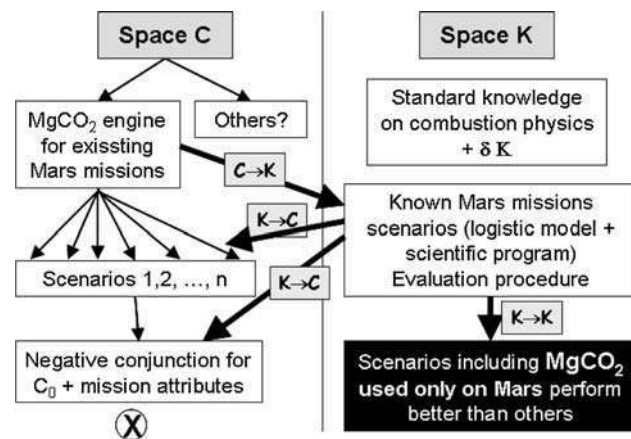 Space C
Space K
MgCO₂ engine
for exissting
Mars missions
Others?
Standard knowledge
on combustion physics
+ δ K
C→K
K→C
Known Mars missions
scenarios (logistic model +
scientific program)
Evaluation procedure
Scenarios 1,2, ..., n
K→C
K→K
Negative conjunction for
C₀ + mission attributes
X
Scenarios including MgCO₂
used only on Mars perform
better than others